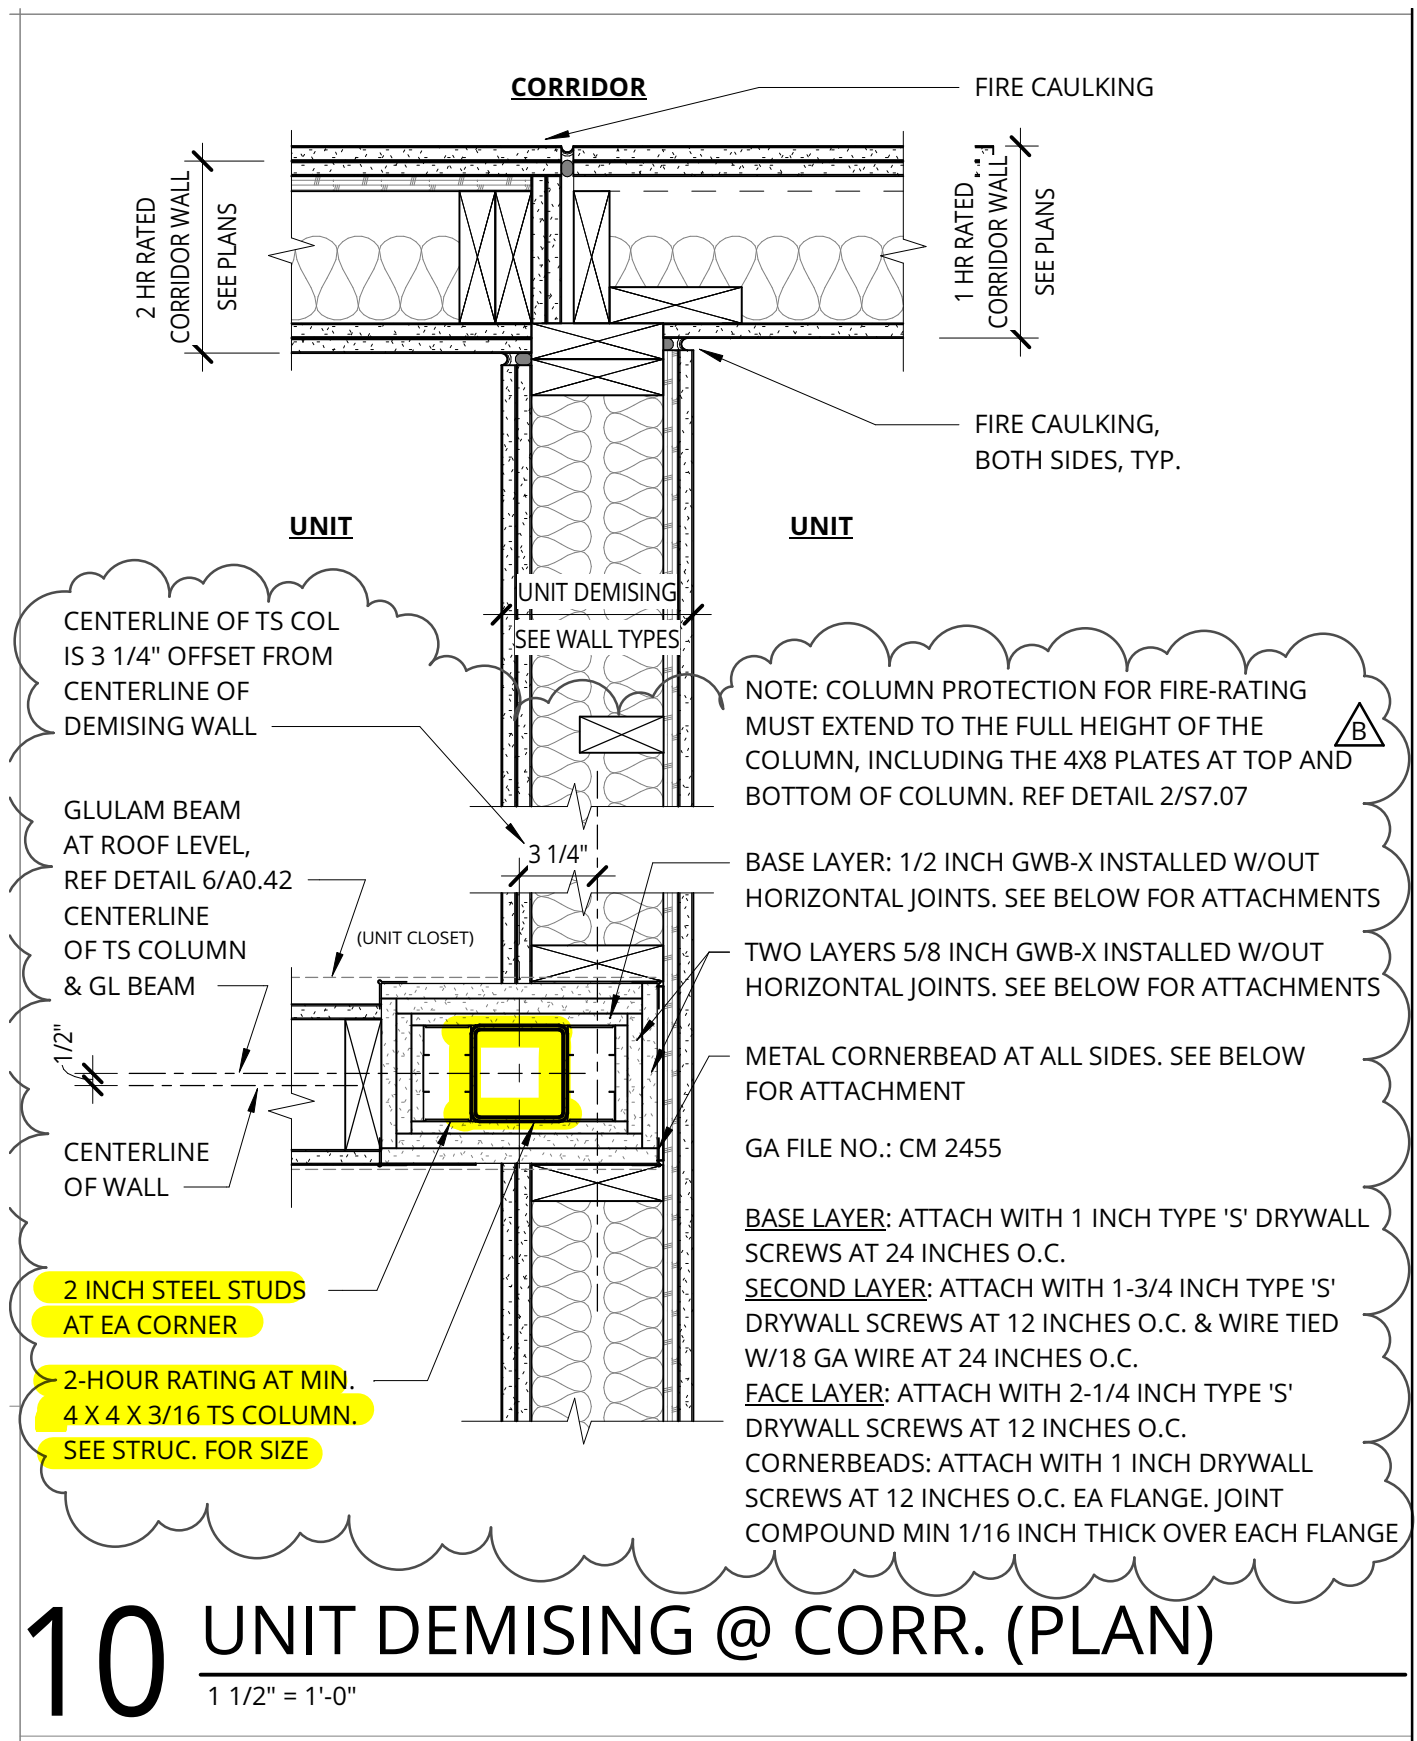 CORRIDOR
FIRE CAULKING
2 HR RATED
CORRIDOR WALL
SEE PLANS
1 HR RATED
CORRIDOR WALL
SEE PLANS
FIRE CAULKING,
BOTH SIDES, TYP.
UNIT
UNIT
UNIT DEMISING
SEE WALL TYPES
CENTERLINE OF TS COL
IS 3 1/4" OFFSET FROM
CENTERLINE OF
DEMISING WALL
GLULAM BEAM
AT ROOF LEVEL,
REF DETAIL 6/A0.42
CENTERLINE
OF TS COLUMN
& GL BEAM
(UNIT CLOSET)
3 1/4"
1/2"
CENTERLINE
OF WALL
2 INCH STEEL STUDS
AT EA CORNER
2-HOUR RATING AT MIN.
4 X 4 X 3/16 TS COLUMN.
SEE STRUC. FOR SIZE
NOTE: COLUMN PROTECTION FOR FIRE-RATING
MUST EXTEND TO THE FULL HEIGHT OF THE
COLUMN, INCLUDING THE 4X8 PLATES AT TOP AND
BOTTOM OF COLUMN. REF DETAIL 2/S7.07
B
BASE LAYER: 1/2 INCH GWB-X INSTALLED W/OUT
HORIZONTAL JOINTS. SEE BELOW FOR ATTACHMENTS
TWO LAYERS 5/8 INCH GWB-X INSTALLED W/OUT
HORIZONTAL JOINTS. SEE BELOW FOR ATTACHMENTS
METAL CORNERBEAD AT ALL SIDES. SEE BELOW
FOR ATTACHMENT
GA FILE NO.: CM 2455
BASE LAYER: ATTACH WITH 1 INCH TYPE 'S' DRYWALL
SCREWS AT 24 INCHES O.C.
SECOND LAYER: ATTACH WITH 1-3/4 INCH TYPE 'S'
DRYWALL SCREWS AT 12 INCHES O.C. & WIRE TIED
W/18 GA WIRE AT 24 INCHES O.C.
FACE LAYER: ATTACH WITH 2-1/4 INCH TYPE 'S'
DRYWALL SCREWS AT 12 INCHES O.C.
CORNERBEADS: ATTACH WITH 1 INCH DRYWALL
SCREWS AT 12 INCHES O.C. EA FLANGE. JOINT
COMPOUND MIN 1/16 INCH THICK OVER EACH FLANGE
10
UNIT DEMISING @ CORR. (PLAN)
1 1/2" = 1'-0"